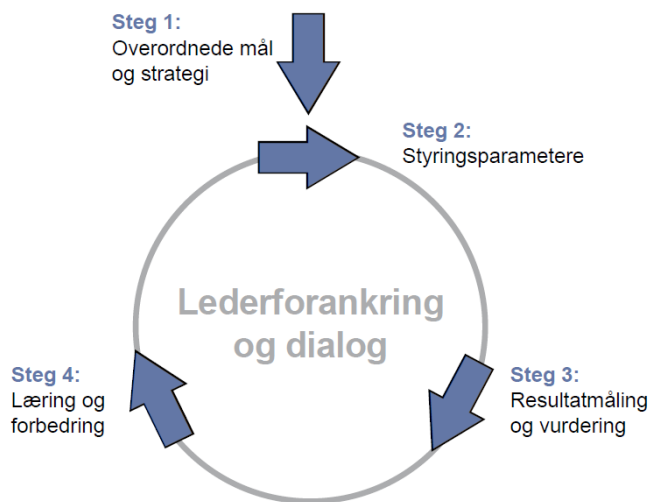 Steg 1:
Overordnede mål
og strategi
Steg 2:
Styringsparametere
Lederforankring
og dialog
Steg 3:
Resultatmåling
og vurdering
Steg 4:
Læring og
forbedring